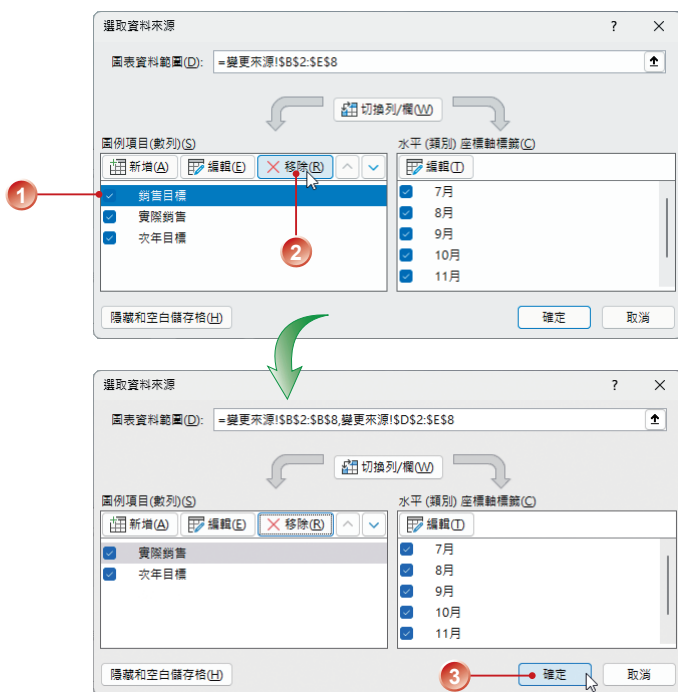 選取資料來源 ? ×
圖表資料範圍(D): =變更來源!$B$2:$E$8
切換列/欄(W)
圖例項目(數列)(S) 水平 (類別) 座標軸標籤(C)
新增(A) 編輯(E) 移除(R) 編輯(T)
1 銷售目標 7月
實際銷售 8月
次年目標 9月
2 10月
11月
隱藏和空白儲存格(H) 確定 取消
選取資料來源 ? ×
圖表資料範圍(D): =變更來源!$B$2:$B$8,變更來源!$D$2:$E$8
切換列/欄(W)
圖例項目(數列)(S) 水平 (類別) 座標軸標籤(C)
新增(A) 編輯(E) 移除(R) 編輯(T)
實際銷售 7月
次年目標 8月
9月
10月
11月
隱藏和空白儲存格(H) 3 確定 取消